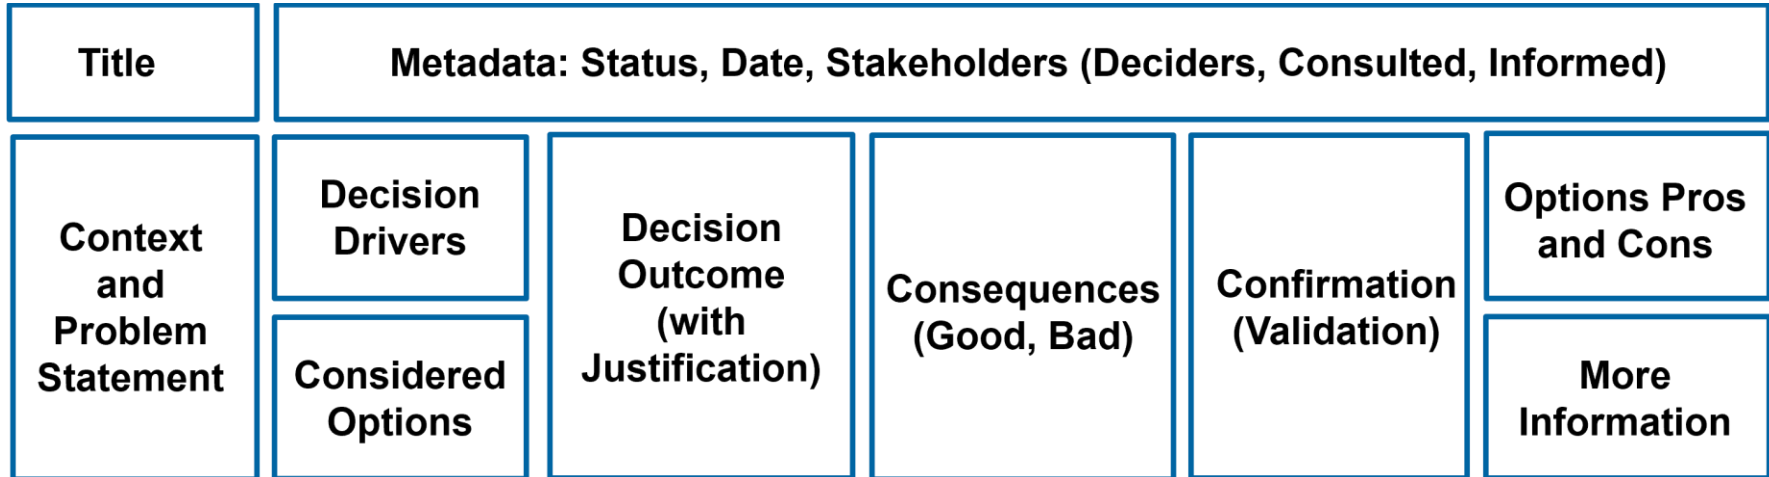 Title
Metadata: Status, Date, Stakeholders (Deciders, Consulted, Informed)
Context
and
Problem
Statement
Decision
Drivers
Considered
Options
Decision
Outcome
(with
Justification)
Consequences
(Good, Bad)
Confirmation
(Validation)
Options Pros
and Cons
More
Information